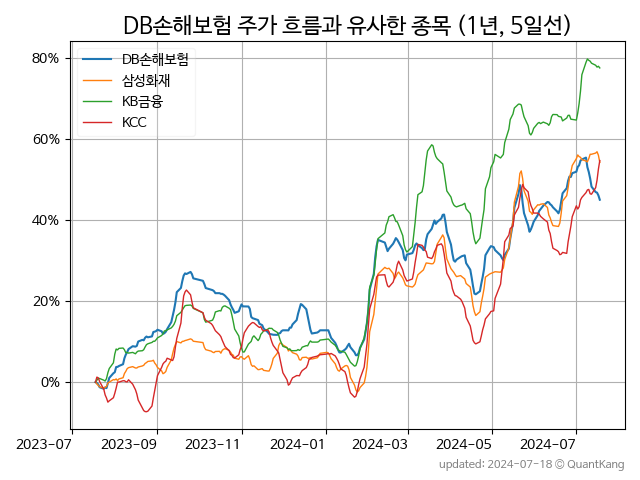 DB손해보험 주가 흐름과 유사한 종목 (1년, 5일선)
DB손해보험
삼성화재
KB금융
KCC
80%
60%
40%
20%
0%
2023-07 2023-09 2023-11 2024-01 2024-03 2024-05 2024-07
updated: 2024-07-18 © QuantKang